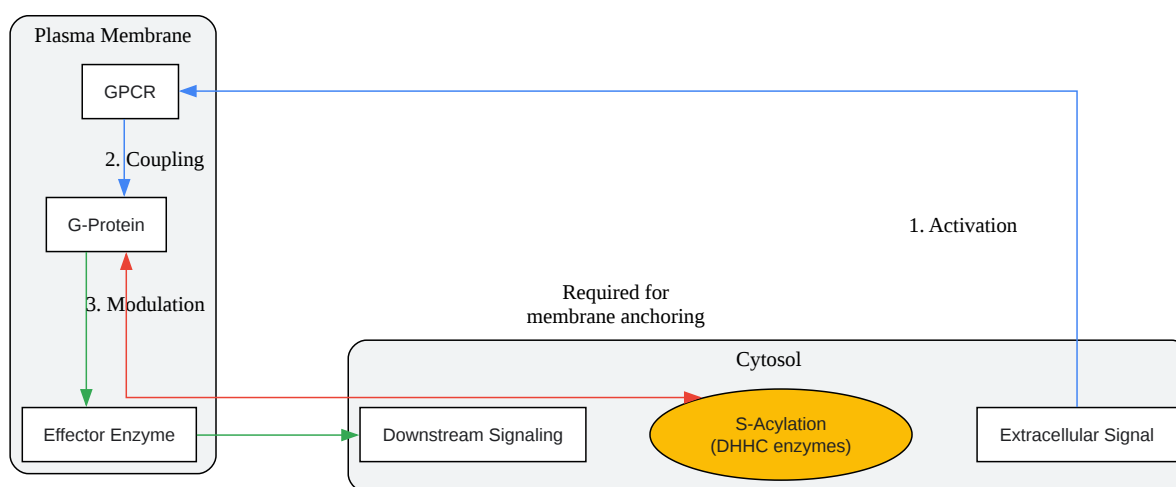 Plasma Membrane
GPCR
2. Coupling
G-Protein
1. Activation
3. Modulation
Required for
membrane anchoring
Cytosol
Effector Enzyme
Downstream Signaling
S-Acylation
(DHHC enzymes)
Extracellular Signal